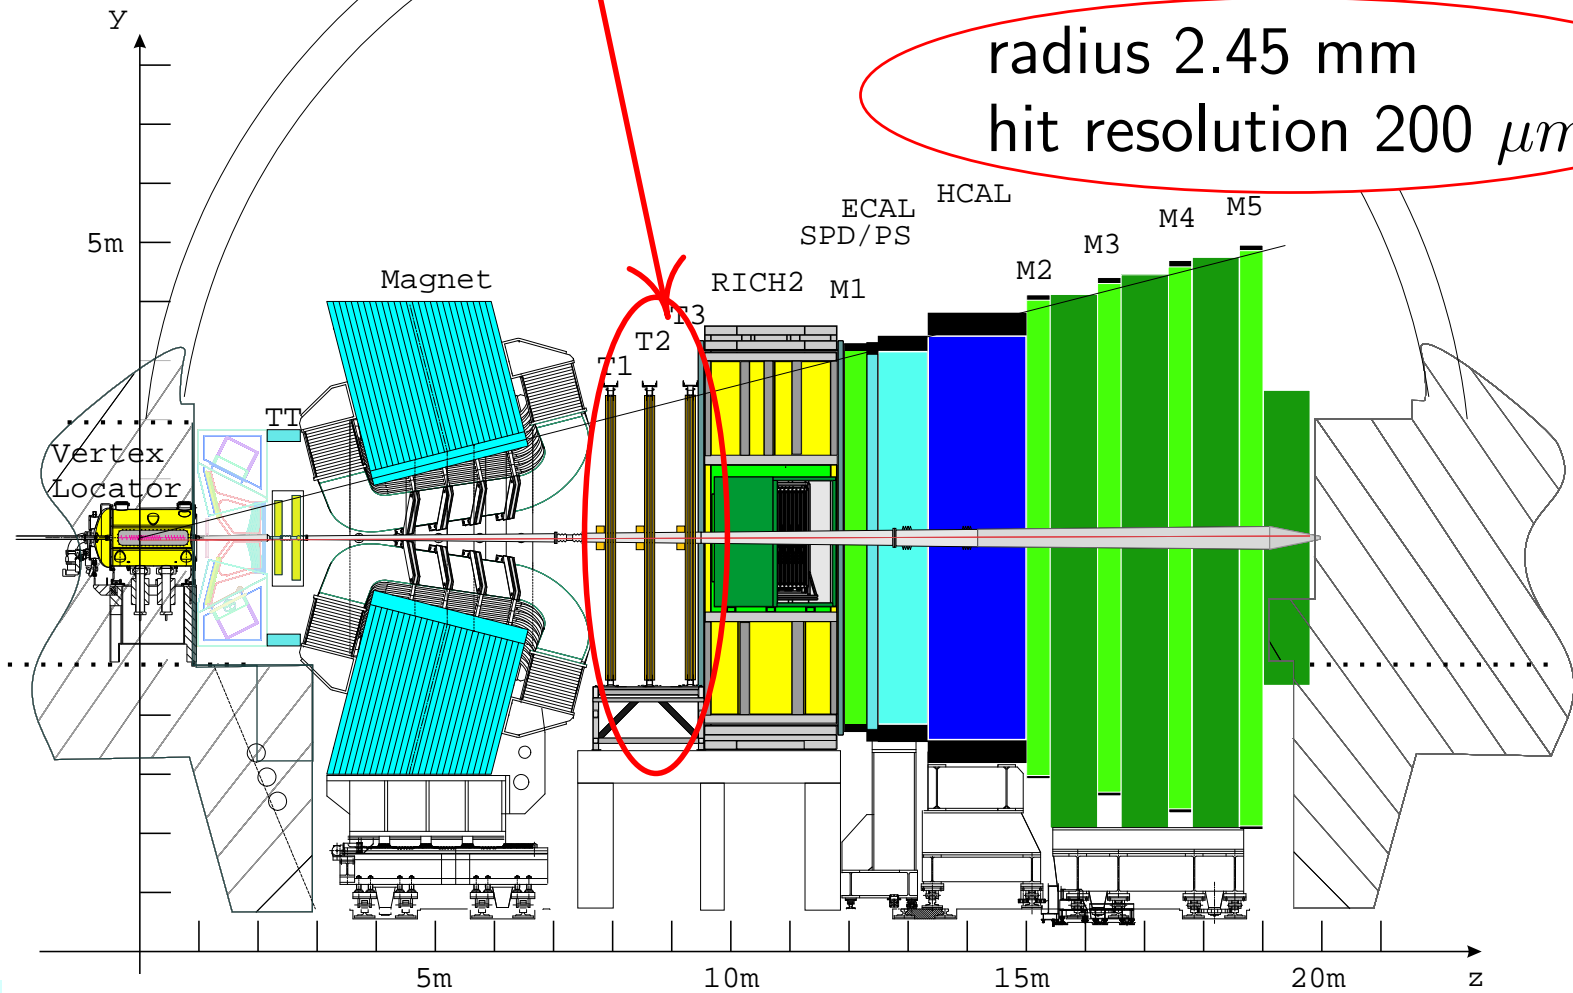 y
radius 2.45 mm
hit resolution 200 μm
HCAL
ECAL
SPD/PS
M5
M4
M3
M2
5m
Magnet
RICH2
M1
T3
T2
T1
TT
Vertex
Locator
5m
10m
15m
20m
z